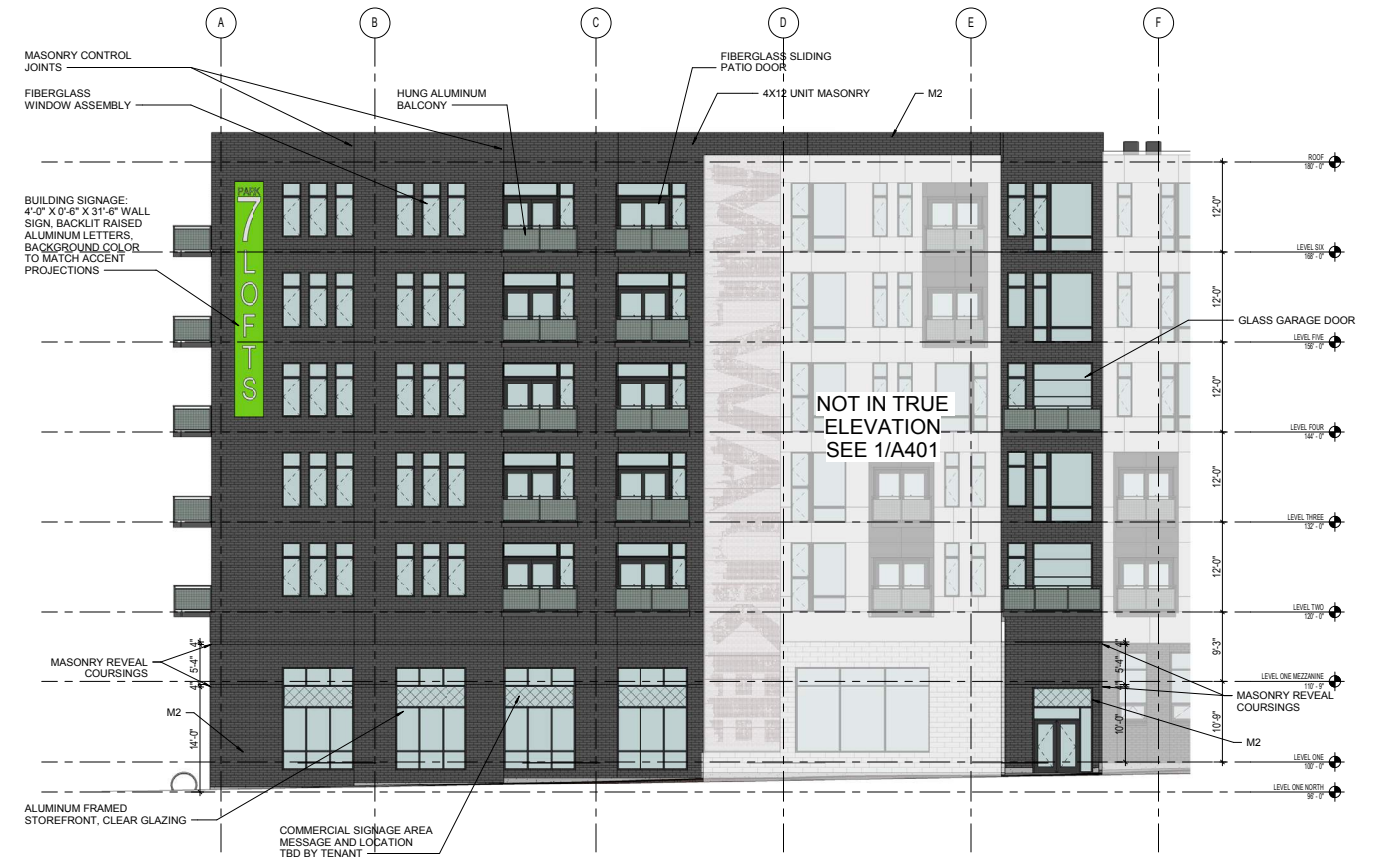 A
B
C
D
E
F
MASONRY CONTROL
JOINTS
FIBERGLASS
WINDOW ASSEMBLY
HUNG ALUMINUM
BALCONY
FIBERGLASS SLIDING
PATIO DOOR
4X12 UNIT MASONRY
M2
BUILDING SIGNAGE:
4'-0" X 0'-6" X 31'-6" WALL
SIGN, BACKLIT RAISED
ALUMINUM LETTERS,
BACKGROUND COLOR
TO MATCH ACCENT
PROJECTIONS
PARK
7
L
O
F
T
S
NOT IN TRUE
ELEVATION
SEE 1/A401
GLASS GARAGE DOOR
ROOF
180' - 0"
12'-0"
LEVEL SIX
168' - 0"
12'-0"
LEVEL FIVE
156' - 0"
12'-0"
LEVEL FOUR
144' - 0"
12'-0"
LEVEL THREE
132' - 0"
12'-0"
LEVEL TWO
120' - 0"
9'-3"
LEVEL ONE MEZZANINE
110' - 9"
10'-9"
LEVEL ONE
100' - 0"
LEVEL ONE NORTH
96' - 0"
4"
5'-4"
4"
14'-0"
4"
5'-4"
10'-0"
MASONRY REVEAL
COURSINGS
M2
MASONRY REVEAL
COURSINGS
M2
ALUMINUM FRAMED
STOREFRONT, CLEAR GLAZING
COMMERCIAL SIGNAGE AREA
MESSAGE AND LOCATION
TBD BY TENANT